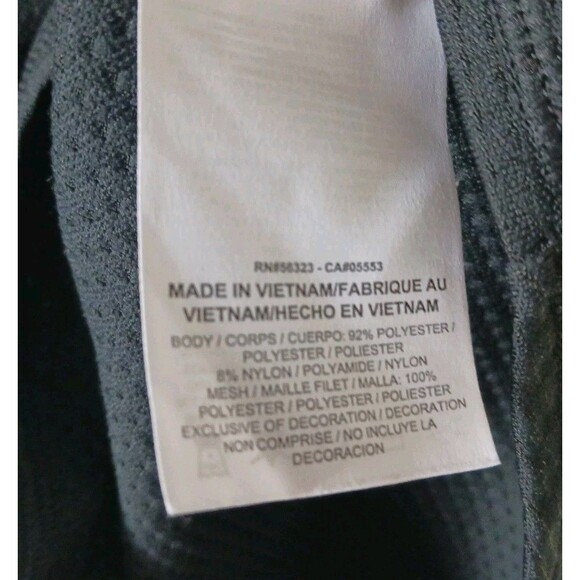 RN#56323 - CA#05553
MADE IN VIETNAM/FABRIQUE AU
VIETNAM/HECHO EN VIETNAM
BODY / CORPS / CUERPO: 92% POLYESTER /
POLYESTER / POLIESTER
8% NYLON / POLYAMIDE / NYLON
MESH / MAILLE FILET / MALLA: 100%
POLYESTER / POLYESTER / POLIESTER
EXCLUSIVE OF DECORATION / DECORATION
NON COMPRISE / NO INCLUYE LA
DECORACION